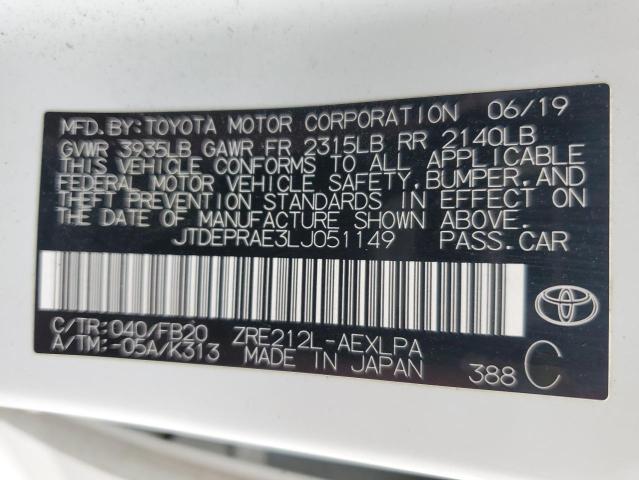 MFD. BY: TOYOTA MOTOR CORPORATION 06/19
GVWR 3935LB GAWR FR 2315LB RR 2140LB
THIS VEHICLE CONFORMS TO ALL APPLICABLE
FEDERAL MOTOR VEHICLE SAFETY, BUMPER, AND
THEFT PREVENTION STANDARDS IN EFFECT ON
THE DATE OF MANUFACTURE SHOWN ABOVE.
JTDEPRAE3LJ051149 PASS. CAR
C/TR: 040/FB20 ZRE212L-AEXLPA
A/TM: -05A/K313 MADE IN JAPAN 388 C